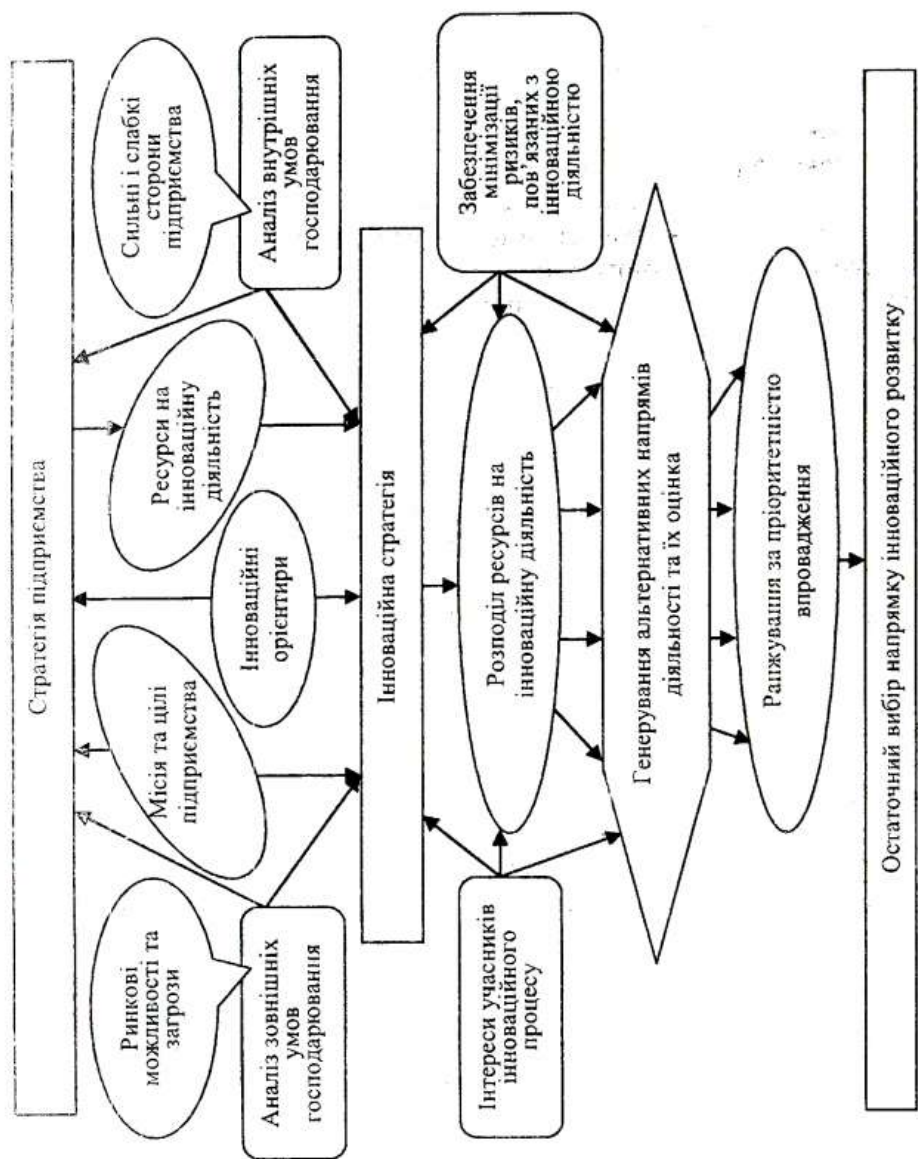 Стратегія підприємства
Ринкові
можливості та
загрози
Місія та цілі
підприємства
Інноваційні
орієнтири
Ресурси на
інноваційну
діяльність
Сильні і слабкі
сторони
підприємства
Аналіз зовнішніх
умов
господарювання
Аналіз внутрішніх
умов
господарювання
Інноваційна стратегія
Інтереси учасників
інноваційного
процесу
Розподіл ресурсів на
інноваційну діяльність
Забезпечення
мінімізації
ризиків,
пов'язаних з
інноваційною
діяльністю
Генерування альтернативних напрямів
діяльності та їх оцінка
Ранжування за пріоритетністю
впровадження
Остаточний вибір напрямку інноваційного розвитку